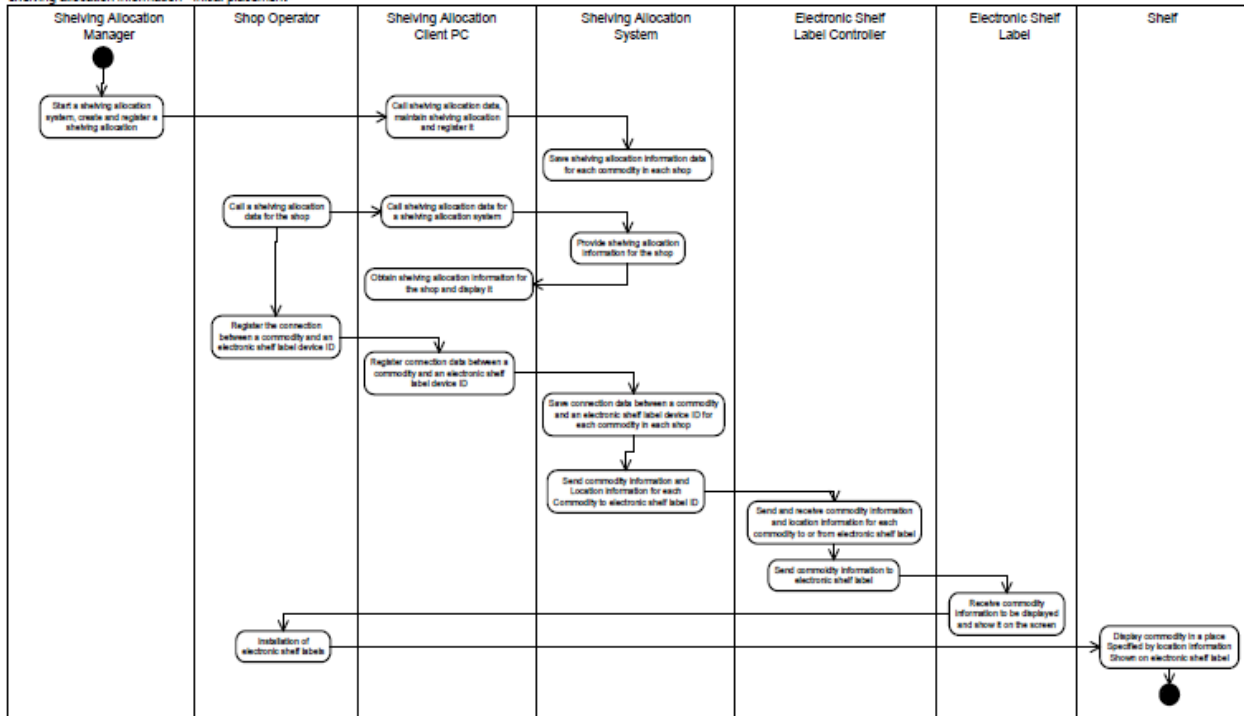 shelving allocation information - initial placement
Shelving Allocation
Manager
Shop Operator
Shelving Allocation
Client PC
Shelving Allocation
System
Electronic Shelf
Label Controller
Electronic Shelf
Label
Shelf
Start a shelving allocation
system, create and register a
shelving allocation
Call shelving allocation data,
maintain shelving allocation
and register it
Save shelving allocation information data
for each commodity in each shop
Call a shelving allocation
data for the shop
Call shelving allocation data for
a shelving allocation system
Provide shelving allocation
information for the shop
Obtain shelving allocation information for
the shop and display it
Register the connection
between a commodity and an
electronic shelf label device ID
Register connection data between a
commodity and an electronic shelf
label device ID
Save connection data between a commodity
and an electronic shelf label device ID for
each commodity in each shop
Send commodity information and
Location information for each
Commodity to electronic shelf label ID
Send and receive commodity information
and location information for each
commodity to or from electronic shelf label
Send commoidty information to
electronic shelf label
Receive commodity
information to be displayed
and show it on the screen
Installation of
electronic shelf labels
Display commodity in a place
Specified by location information
Shown on electronic shelf label